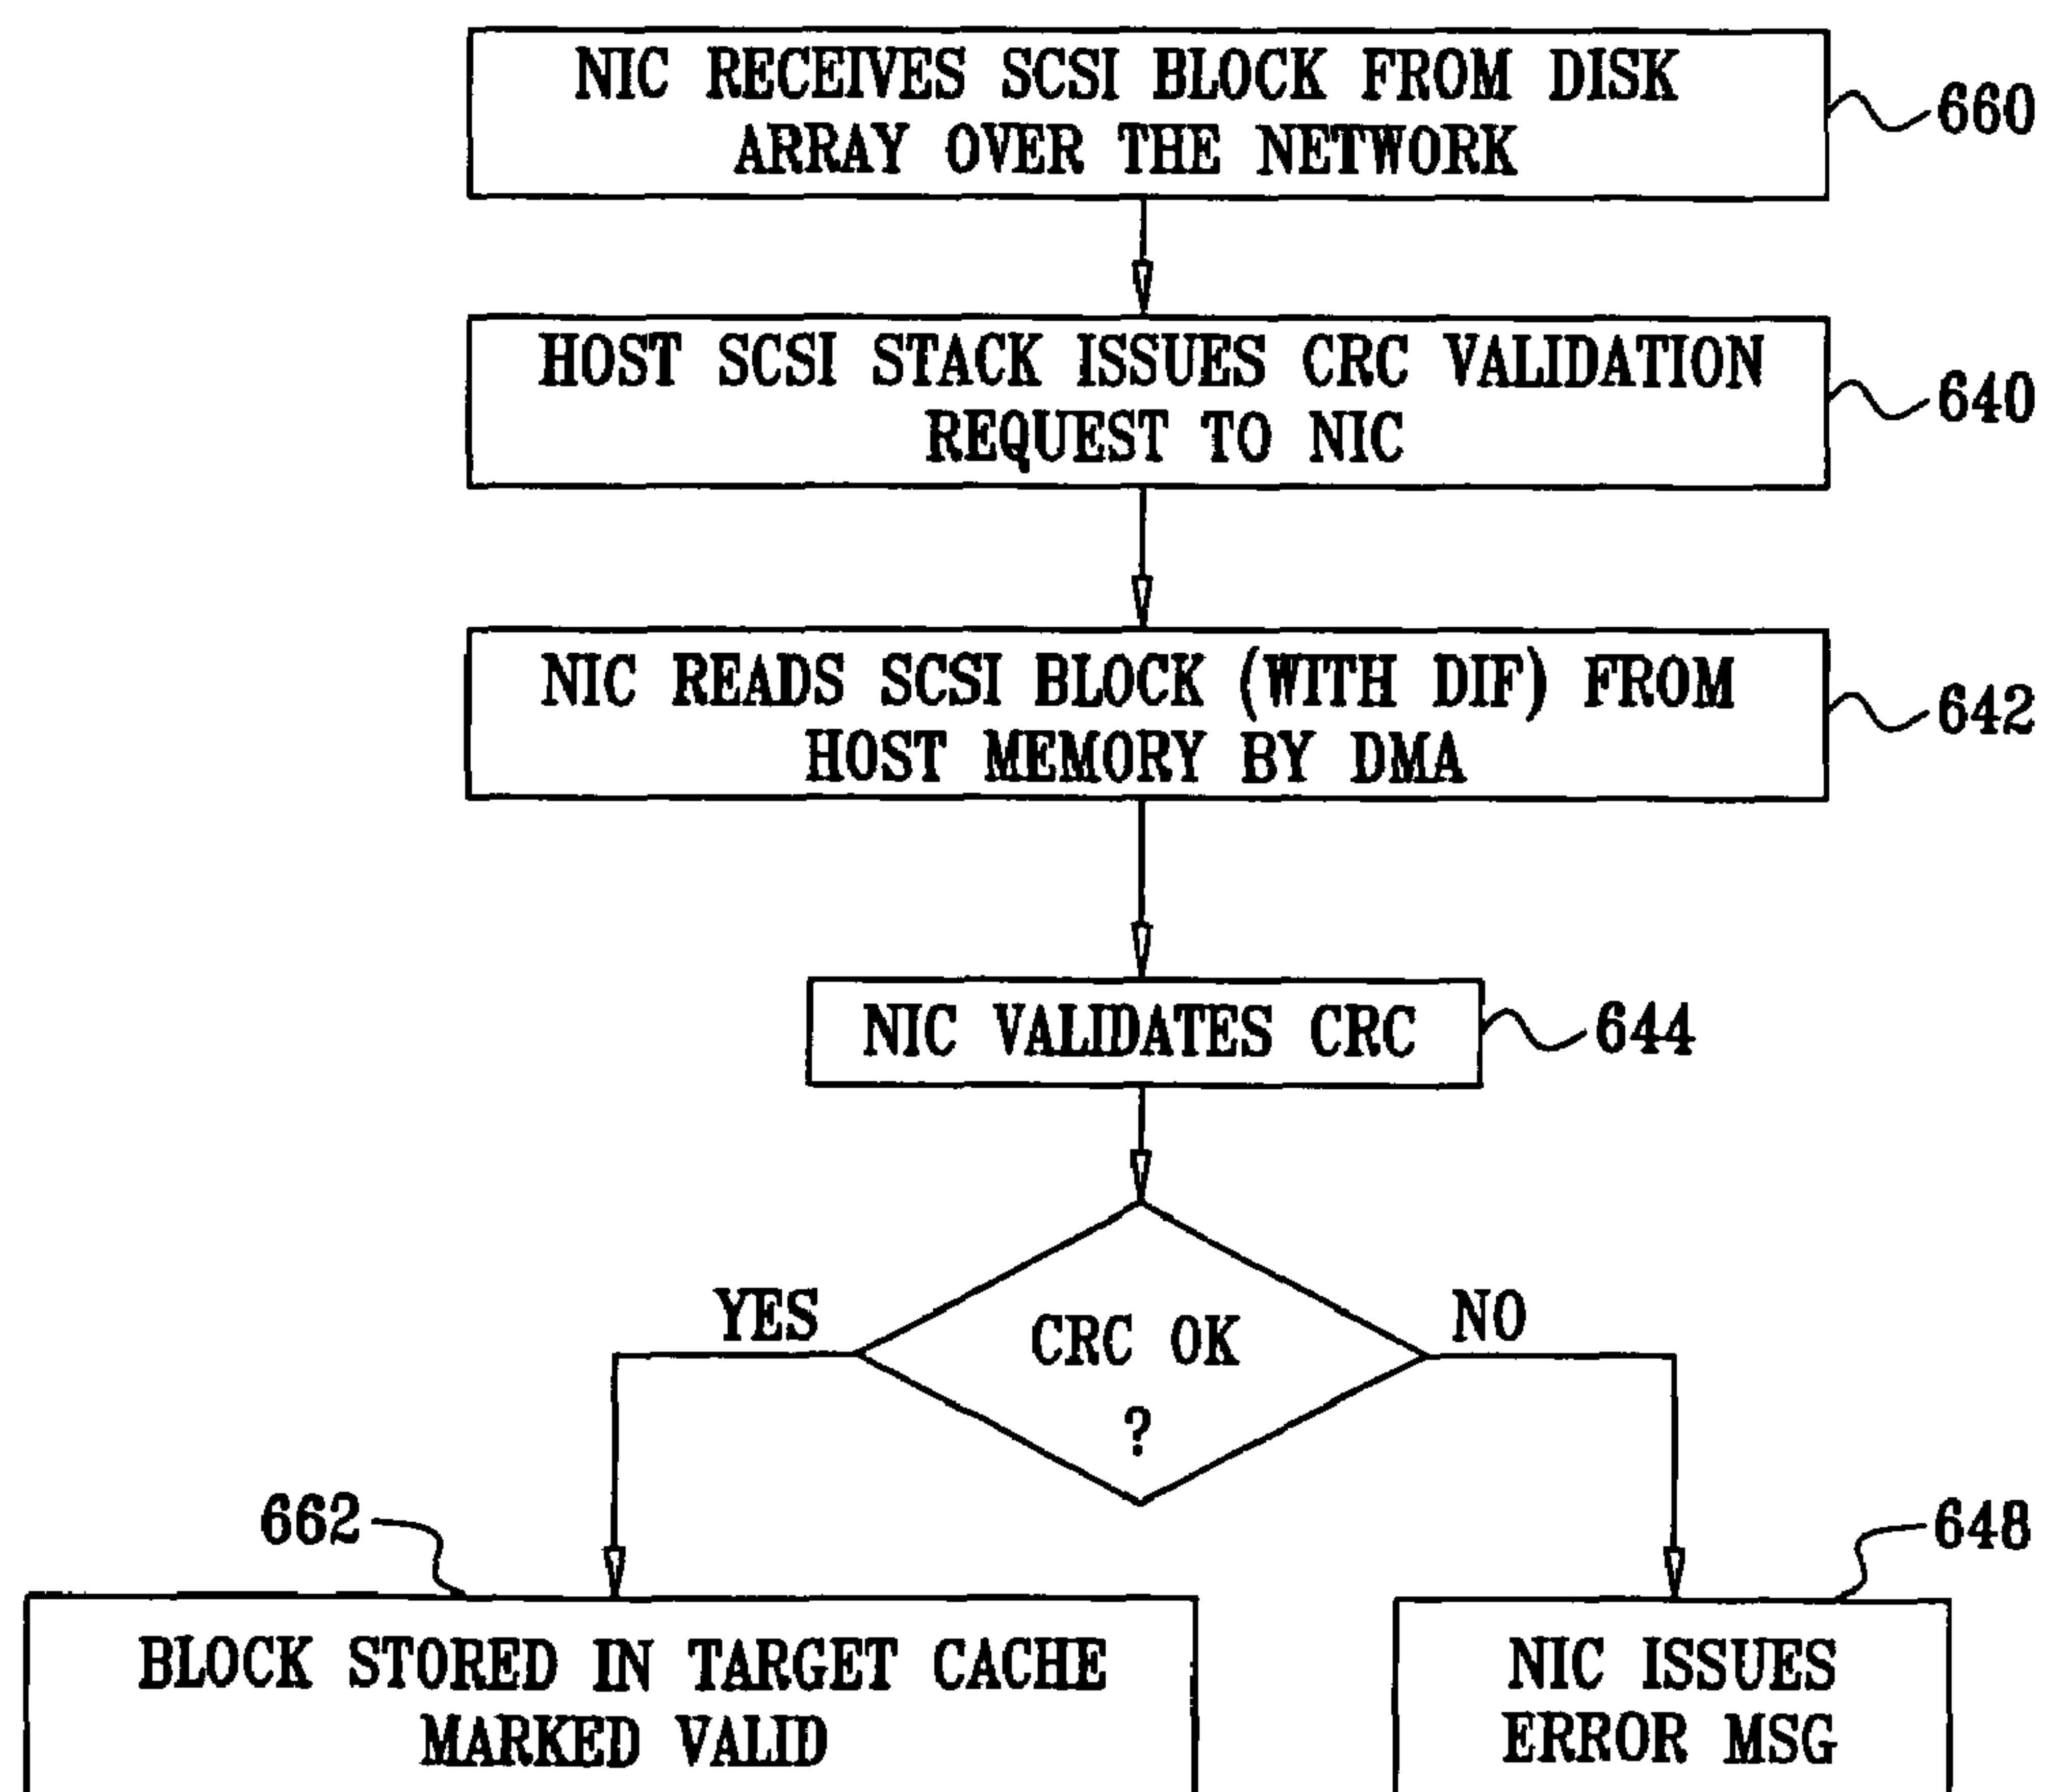 NIC RECEIVES SCSI BLOCK FROM DISK
ARRAY OVER THE NETWORK
660
HOST SCSI STACK ISSUES CRC VALIDATION
REQUEST TO NIC
640
NIC READS SCSI BLOCK (WITH DIF) FROM
HOST MEMORY BY DMA
642
NIC VALIDATES CRC
644
YES
CRC OK
?
NO
662
648
BLOCK STORED IN TARGET CACHE
MARKED VALID
NIC ISSUES
ERROR MSG